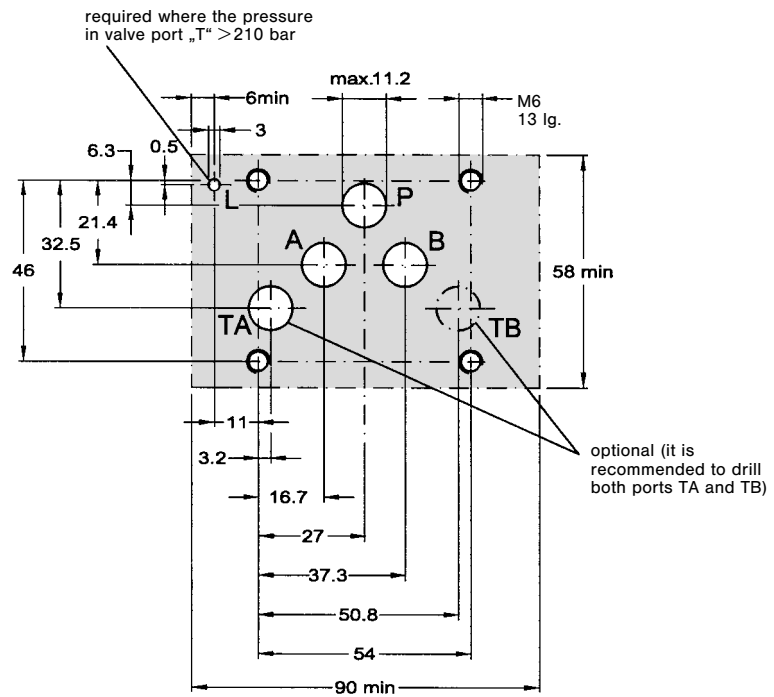 required where the pressure
in valve port „T“ >210 bar
max.11.2
6min
M6
13 lg.
3
0.5
6.3
L
P
21.4
A
B
32.5
46
58 min
TA
TB
11
optional (it is
recommended to drill
both ports TA and TB)
3.2
16.7
27
37.3
50.8
54
90 min